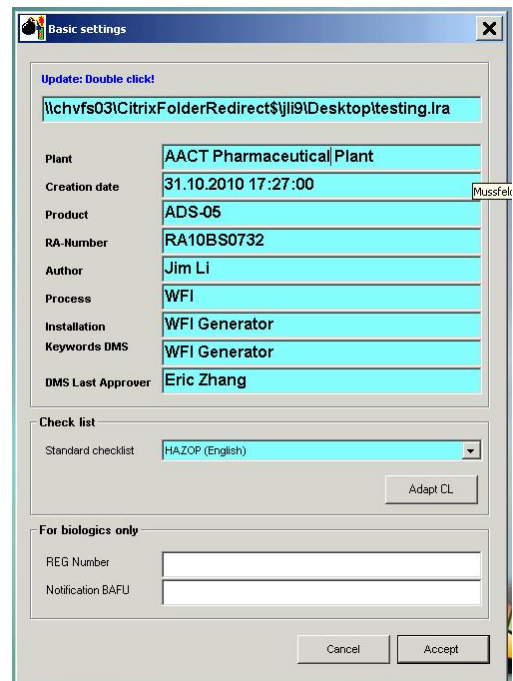 Basic settings
Update: Double click!
\\chvfs03\CitrixFolderRedirect$\jli9\Desktop\testing.lra
Plant AACT Pharmaceutical Plant
Creation date 31.10.2010 17:27:00
Product ADS-05
RA-Number RA10BS0732
Author Jim Li
Process WFI
Installation WFI Generator
Keywords DMS WFI Generator
DMS Last Approver Eric Zhang
Check list
Standard checklist HAZOP (English)
Adapt CL
For biologics only
REG Number
Notification BAFU
Cancel Accept